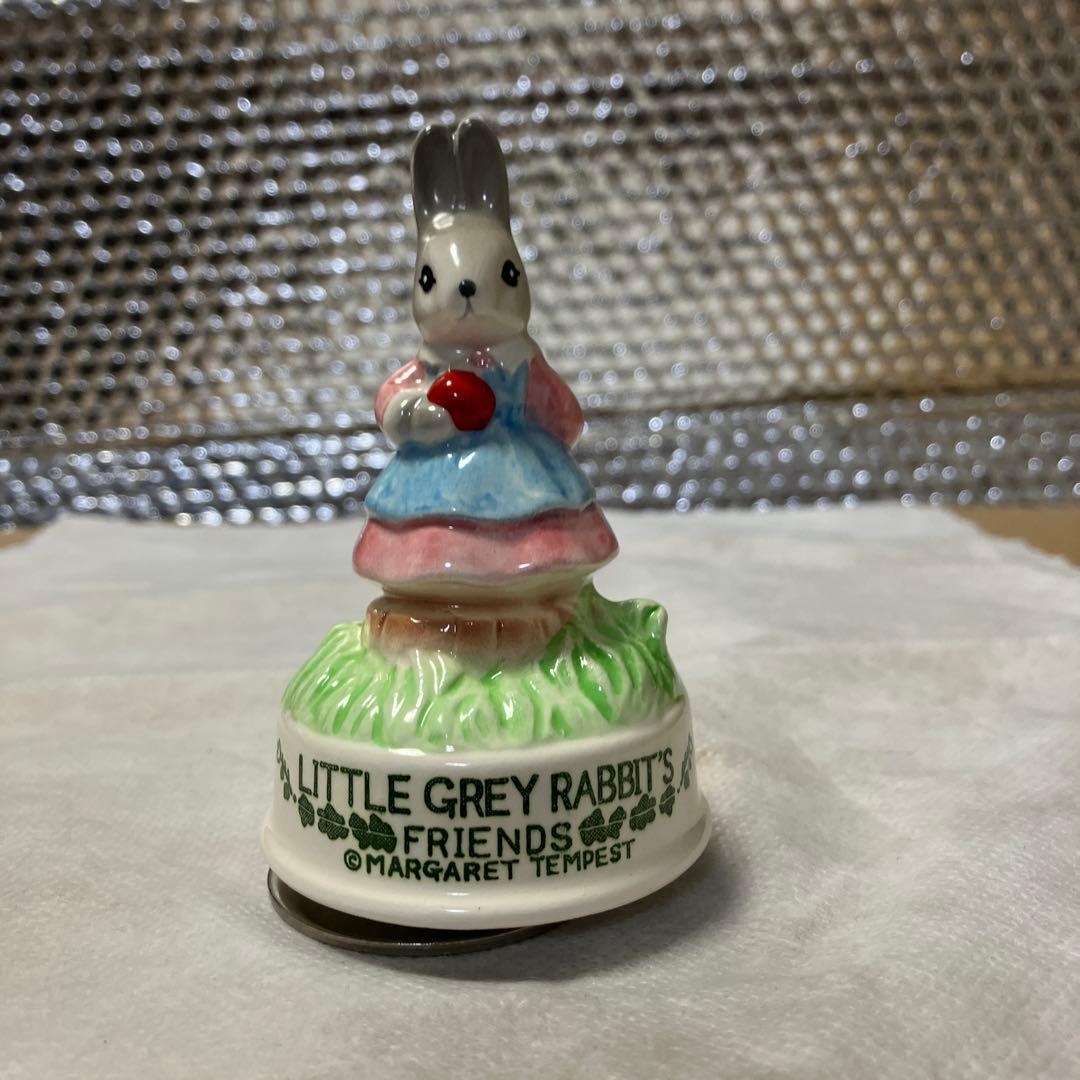 LITTLE GREY RABBIT'S
FRIENDS
©MARGARET TEMPEST